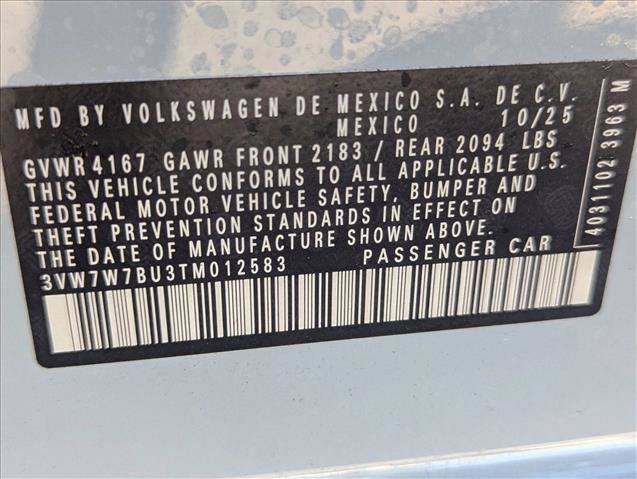 MFD BY VOLKSWAGEN DE MEXICO S.A. DE C.V.
MEXICO 10/25
GVWR 4167 GAWR FRONT 2183 / REAR 2094 LBS
THIS VEHICLE CONFORMS TO ALL APPLICABLE U.S.
FEDERAL MOTOR VEHICLE SAFETY, BUMPER AND
THEFT PREVENTION STANDARDS IN EFFECT ON
THE DATE OF MANUFACTURE SHOWN ABOVE.
3VW7W7BU3TM012583 PASSENGER CAR
40311023963 M